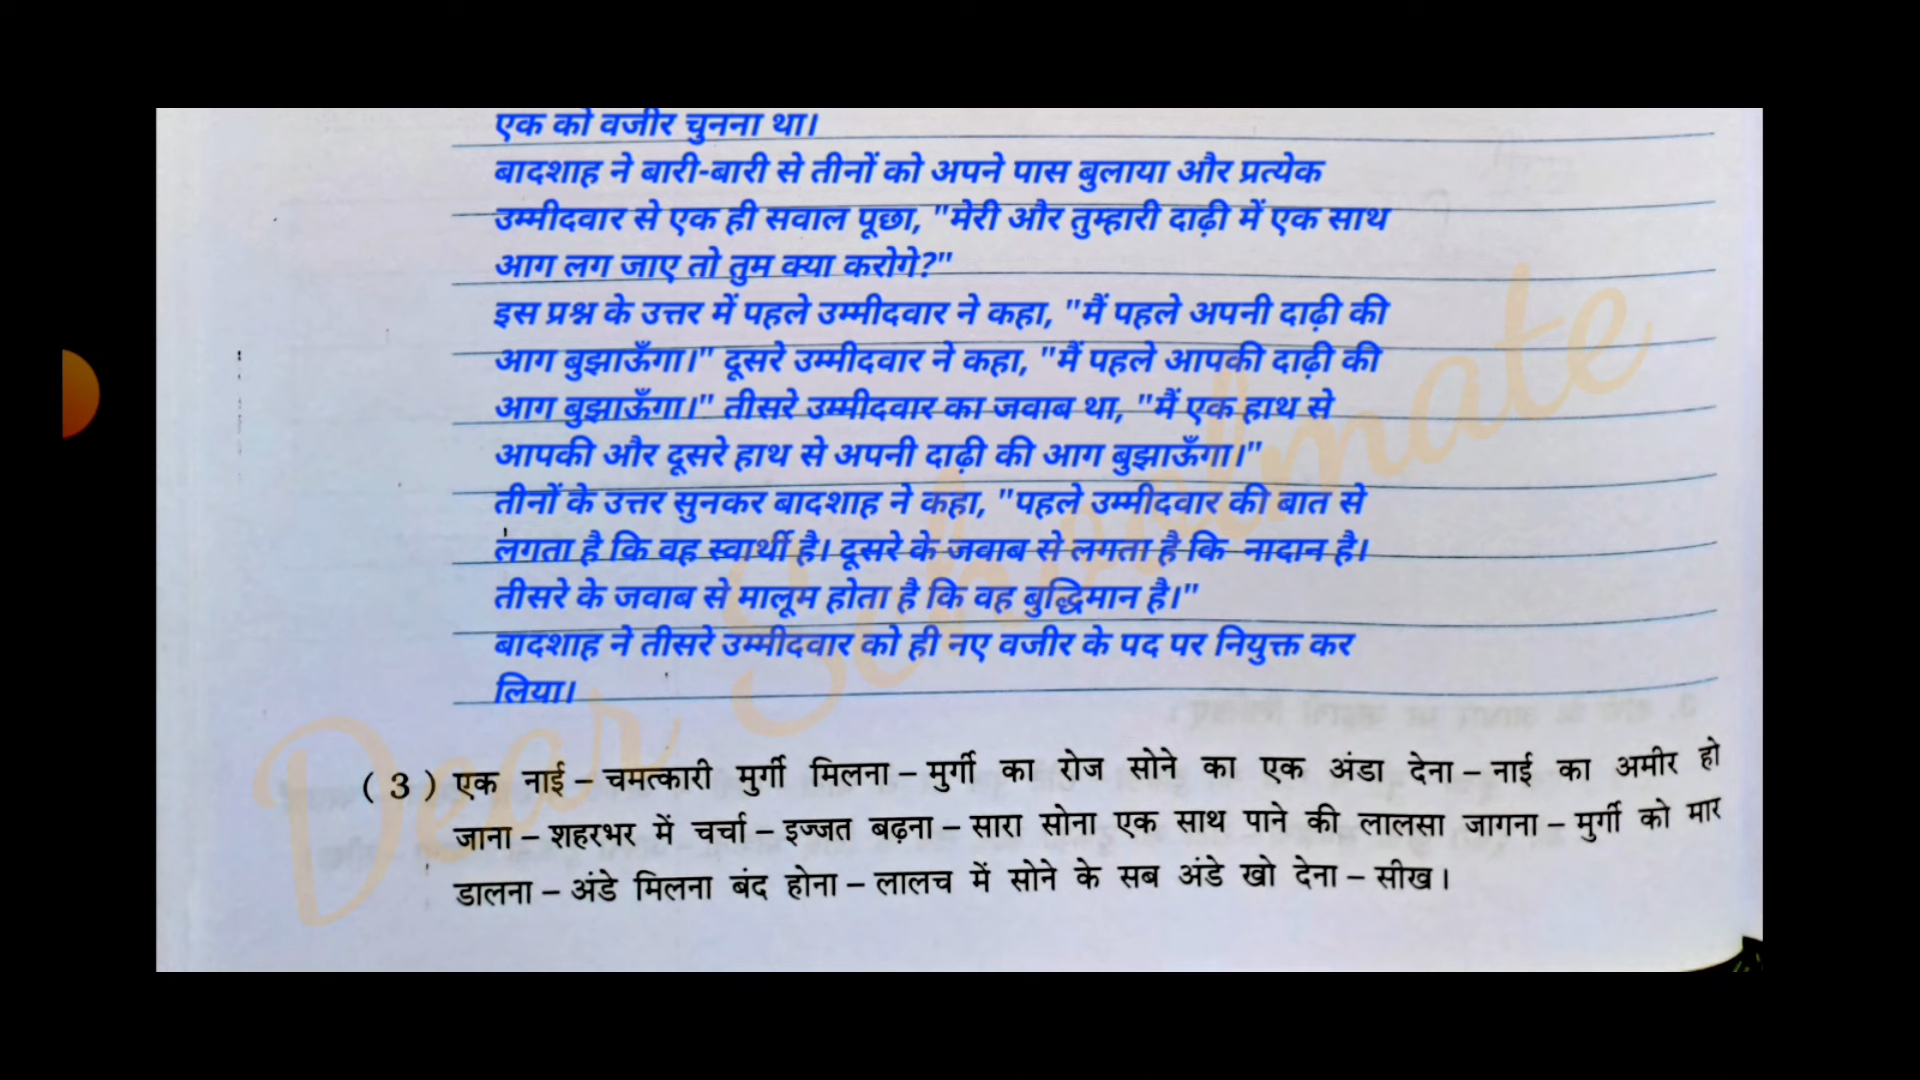 एक को वजीर चुनना था।
बादशाह ने बारी-बारी से तीनों को अपने पास बुलाया और प्रत्येक
उम्मीदवार से एक ही सवाल पूछा, "मेरी और तुम्हारी दाढ़ी में एक साथ
आग लग जाए तो तुम क्या करोगे?"
इस प्रश्न के उत्तर में पहले उम्मीदवार ने कहा, "मैं पहले अपनी दाढ़ी की
आग बुझाऊँगा।" दूसरे उम्मीदवार ने कहा, "मैं पहले आपकी दाढ़ी की
आग बुझाऊँगा।" तीसरे उम्मीदवार का जवाब था, "मैं एक हाथ से
आपकी और दूसरे हाथ से अपनी दाढ़ी की आग बुझाऊँगा।"
तीनों के उत्तर सुनकर बादशाह ने कहा, "पहले उम्मीदवार की बात से
लगता है कि वह स्वार्थी है। दूसरे के जवाब से लगता है कि नादान है।
तीसरे के जवाब से मालूम होता है कि वह बुद्धिमान है।"
बादशाह ने तीसरे उम्मीदवार को ही नए वजीर के पद पर नियुक्त कर
लिया।
Dear Schoolmate
( 3 ) एक नाई – चमत्कारी मुर्गी मिलना – मुर्गी का रोज सोने का एक अंडा देना – नाई का अमीर हो
जाना – शहरभर में चर्चा – इज्जत बढ़ना – सारा सोना एक साथ पाने की लालसा जागना – मुर्गी को मार
डालना – अंडे मिलना बंद होना – लालच में सोने के सब अंडे खो देना – सीख।